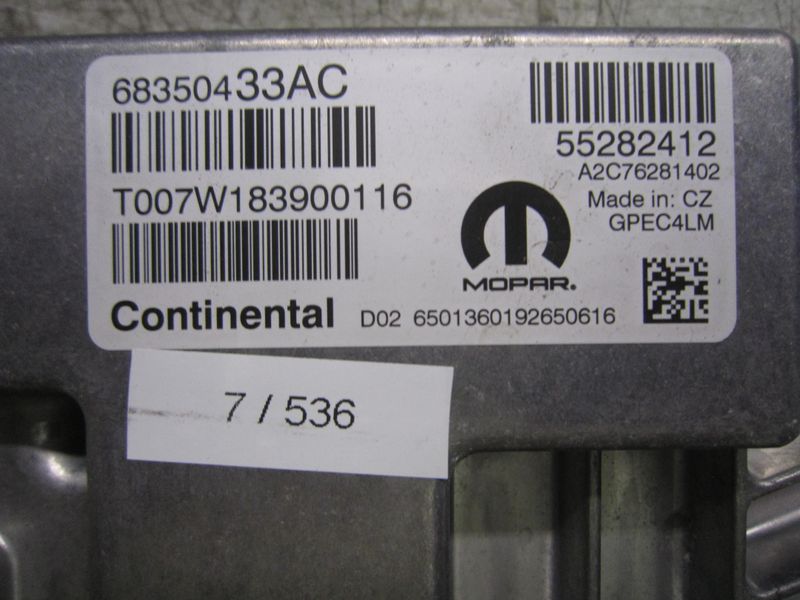 68350433AC
T007W183900116
Continental
55282412
A2C76281402
Made in: CZ
GPEC4LM
MOPAR.
D02 6501360192650616
7 / 536